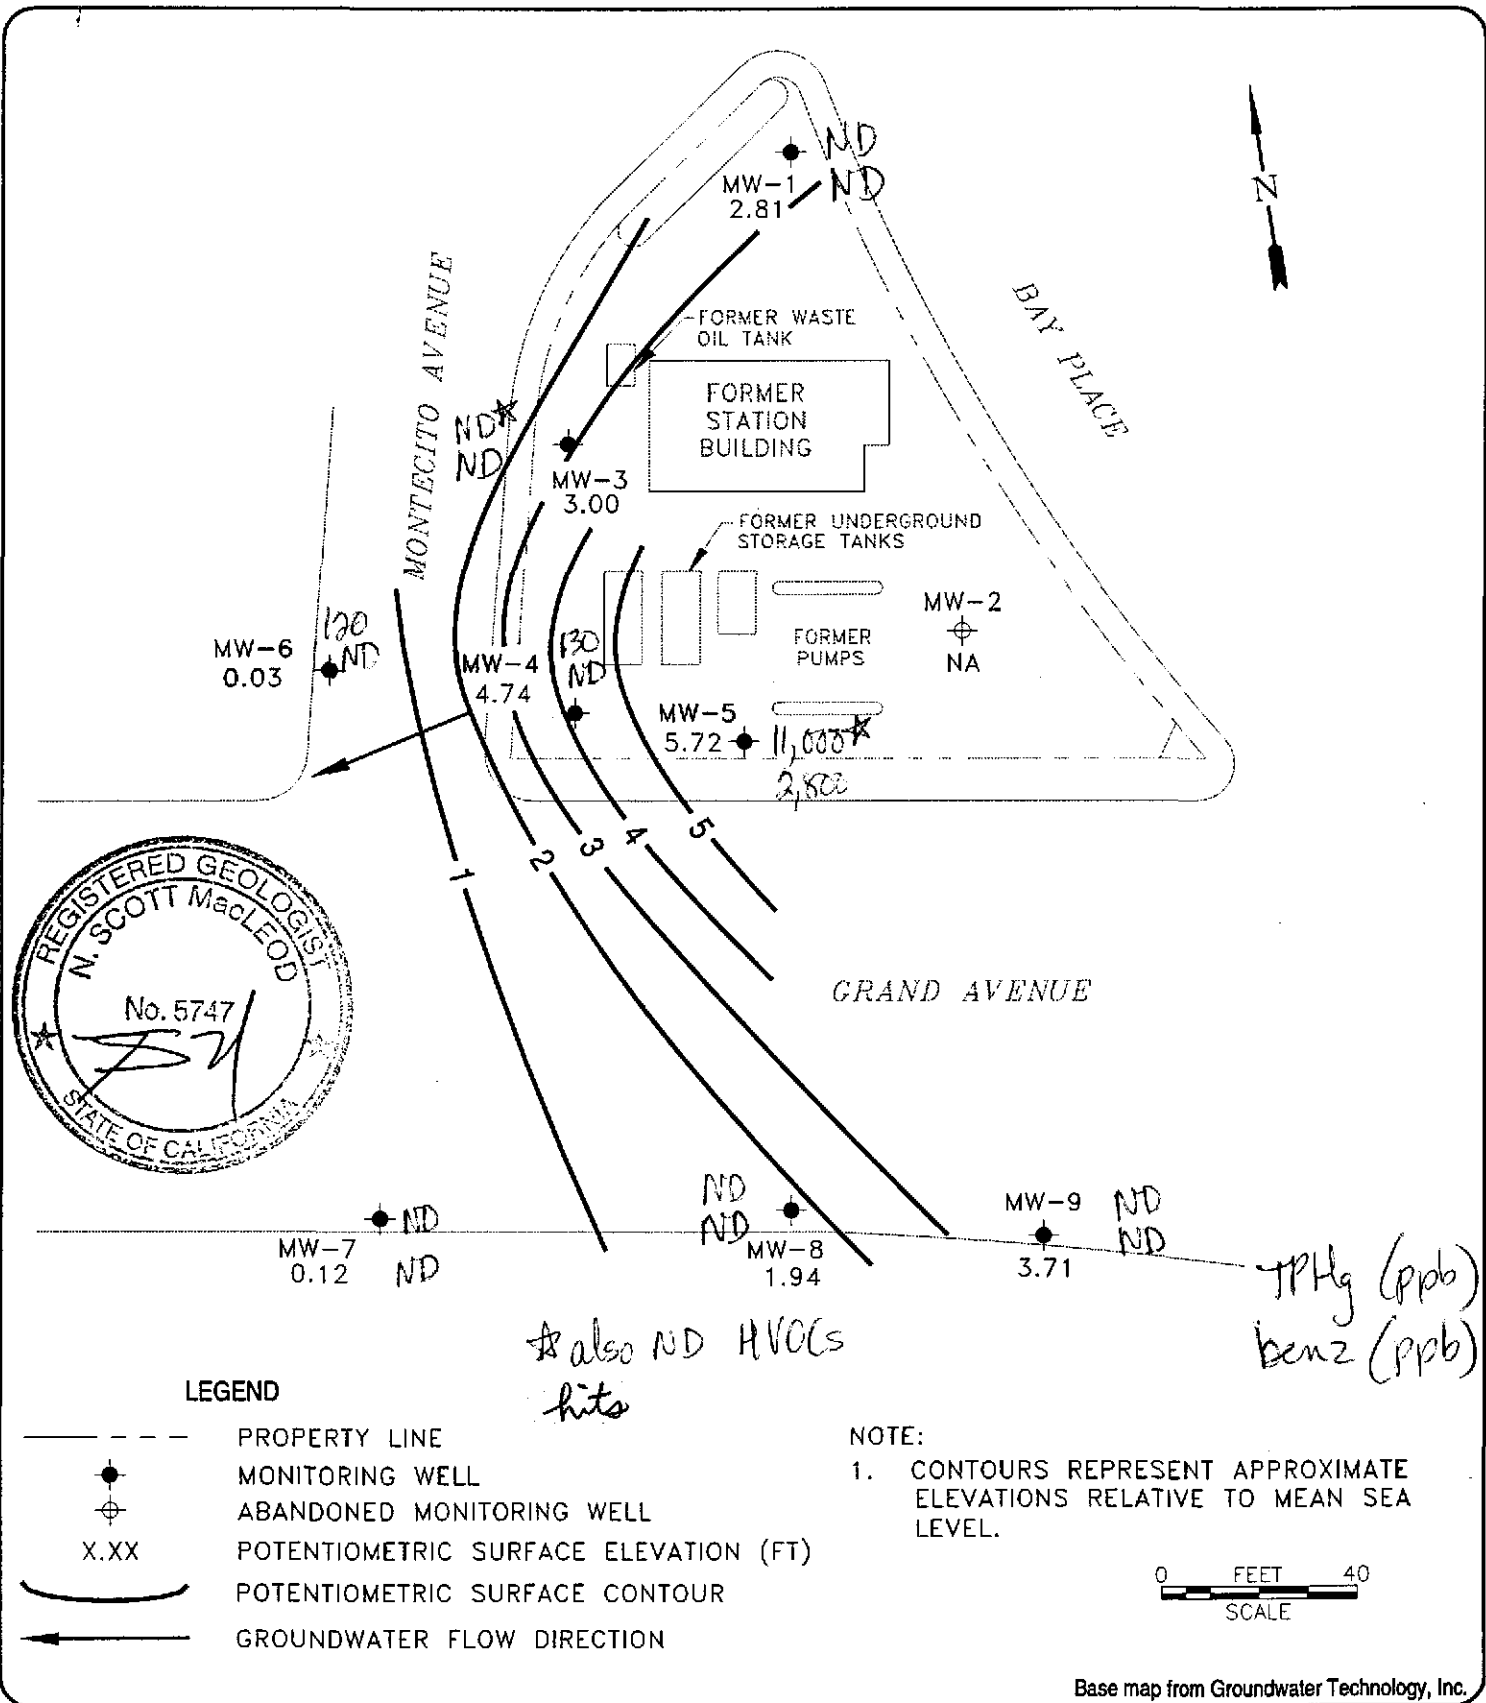 ND
MW-1 ND
2.81
N
MONTECITO AVENUE
BAY PLACE
FORMER WASTE
OIL TANK
FORMER
STATION
BUILDING
ND☆
ND
MW-3
3.00
FORMER UNDERGROUND
STORAGE TANKS
MW-2
NA
FORMER
PUMPS
MW-6
0.03
120
ND
MW-4
4.74
130
ND
MW-5
5.72
11,000☆
2,800
1
2
3
4
5
REGISTERED GEOLOGIST
N. SCOTT MacLEOD
No. 5747
STATE OF CALIFORNIA
GRAND AVENUE
ND
MW-7
0.12
ND
ND
ND
MW-8
1.94
MW-9
3.71
ND
ND
TPHg (ppb)
benz (ppb)
☆ also ND HVOCs
hits
LEGEND
PROPERTY LINE
MONITORING WELL
ABANDONED MONITORING WELL
X.XX POTENTIOMETRIC SURFACE ELEVATION (FT)
POTENTIOMETRIC SURFACE CONTOUR
GROUNDWATER FLOW DIRECTION
NOTE:
1. CONTOURS REPRESENT APPROXIMATE
ELEVATIONS RELATIVE TO MEAN SEA
LEVEL.
0 FEET 40
SCALE
Base map from Groundwater Technology, Inc.